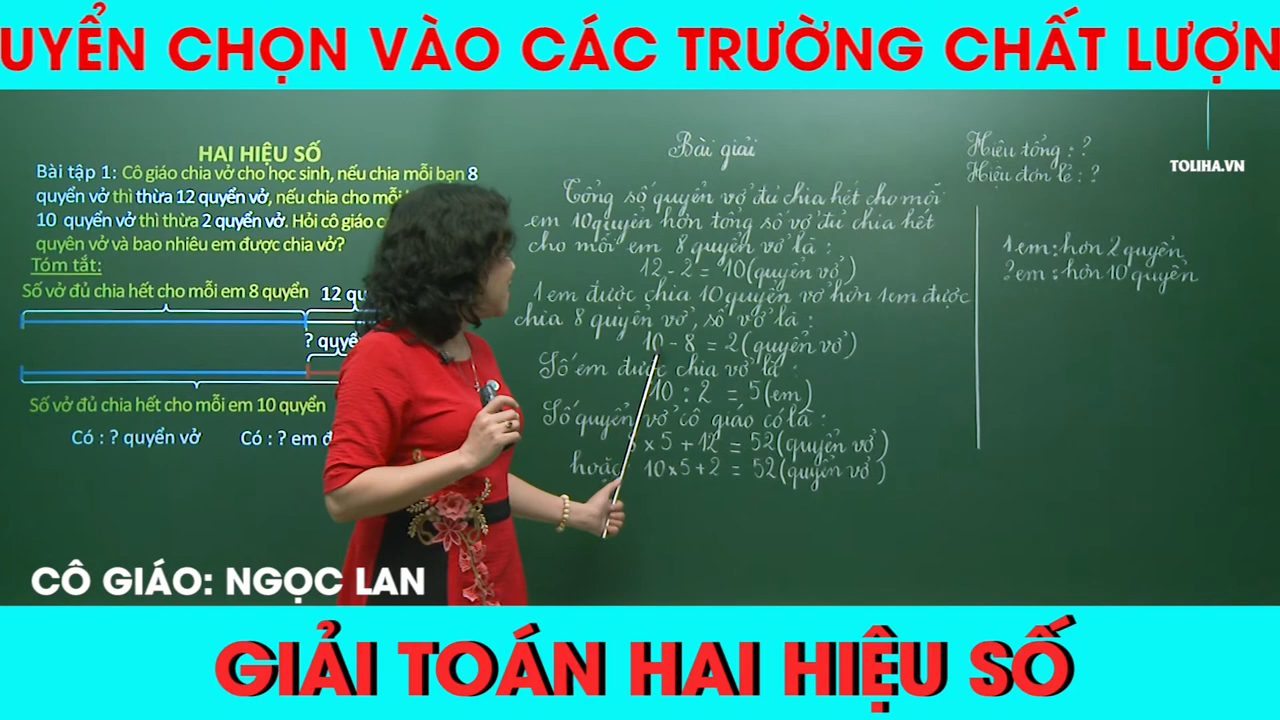 UYỂN CHỌN VÀO CÁC TRƯỜNG CHẤT LƯỢN
HAI HIỆU SỐ
Bài tập 1: Cô giáo chia vở cho học sinh, nếu chia mỗi bạn 8
quyển vở thì thừa 12 quyển vở, nếu chia cho mỗi
10 quyển vở thì thừa 2 quyển vở. Hỏi cô giáo
quyên vở và bao nhiêu em được chia vở?
Tóm tắt:
Số vở đủ chia hết cho mỗi em 8 quyển
12
?
Số vở đủ chia hết cho mỗi em 10 quyển
Có : ? quyển vở Có : ? em
Bài giải
Tổng số quyển vở đủ chia hết cho mỗi
em 10 quyển hơn tổng số vở đủ chia hết
cho mỗi em 8 quyển vở là :
12 - 2 = 10 (quyển vở)
1 em được chia 10 quyển vở hơn 1 em được
chia 8 quyển vở, số vở là :
10 - 8 = 2 (quyển vở)
Số em được chia vở là :
10 : 2 = 5 (em)
Số quyển vở cô giáo có là :
x 5 + 12 = 52 (quyển vở)
hoặc 10 x 5 + 2 = 52 (quyển vở)
Hiệu tổng : ?
Hiệu đơn lẻ : ?
1 em : hơn 2 quyển
? em : hơn 10 quyển
TOLIHA.VN
CÔ GIÁO: NGỌC LAN
GIẢI TOÁN HAI HIỆU SỐ